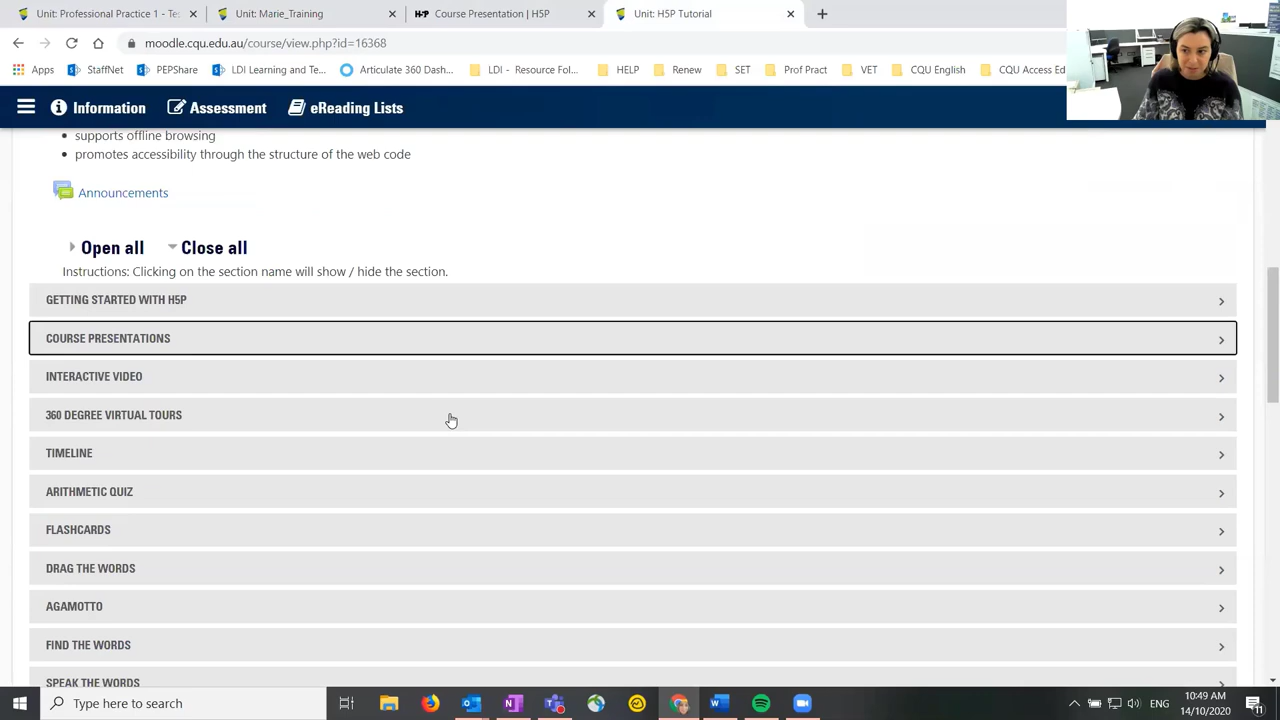 Unit: Professional Practice 1 - Tes
Unit: Marie_Training
H5P Course Presentation | H5P
Unit: H5P Tutorial
moodle.cqu.edu.au/course/view.php?id=16368
Apps StaffNet PEPShare LDI Learning and Te... Articulate 360 Dash... LDI - Resource Fol... HELP Renew SET Prof Pract VET CQU English CQU Access Ed
Information Assessment eReading Lists
supports offline browsing
promotes accessibility through the structure of the web code
Announcements
Open all Close all
Instructions: Clicking on the section name will show / hide the section.
GETTING STARTED WITH H5P
COURSE PRESENTATIONS
INTERACTIVE VIDEO
360 DEGREE VIRTUAL TOURS
TIMELINE
ARITHMETIC QUIZ
FLASHCARDS
DRAG THE WORDS
AGAMOTTO
FIND THE WORDS
SPEAK THE WORDS
Type here to search
ENG
10:49 AM
14/10/2020
11